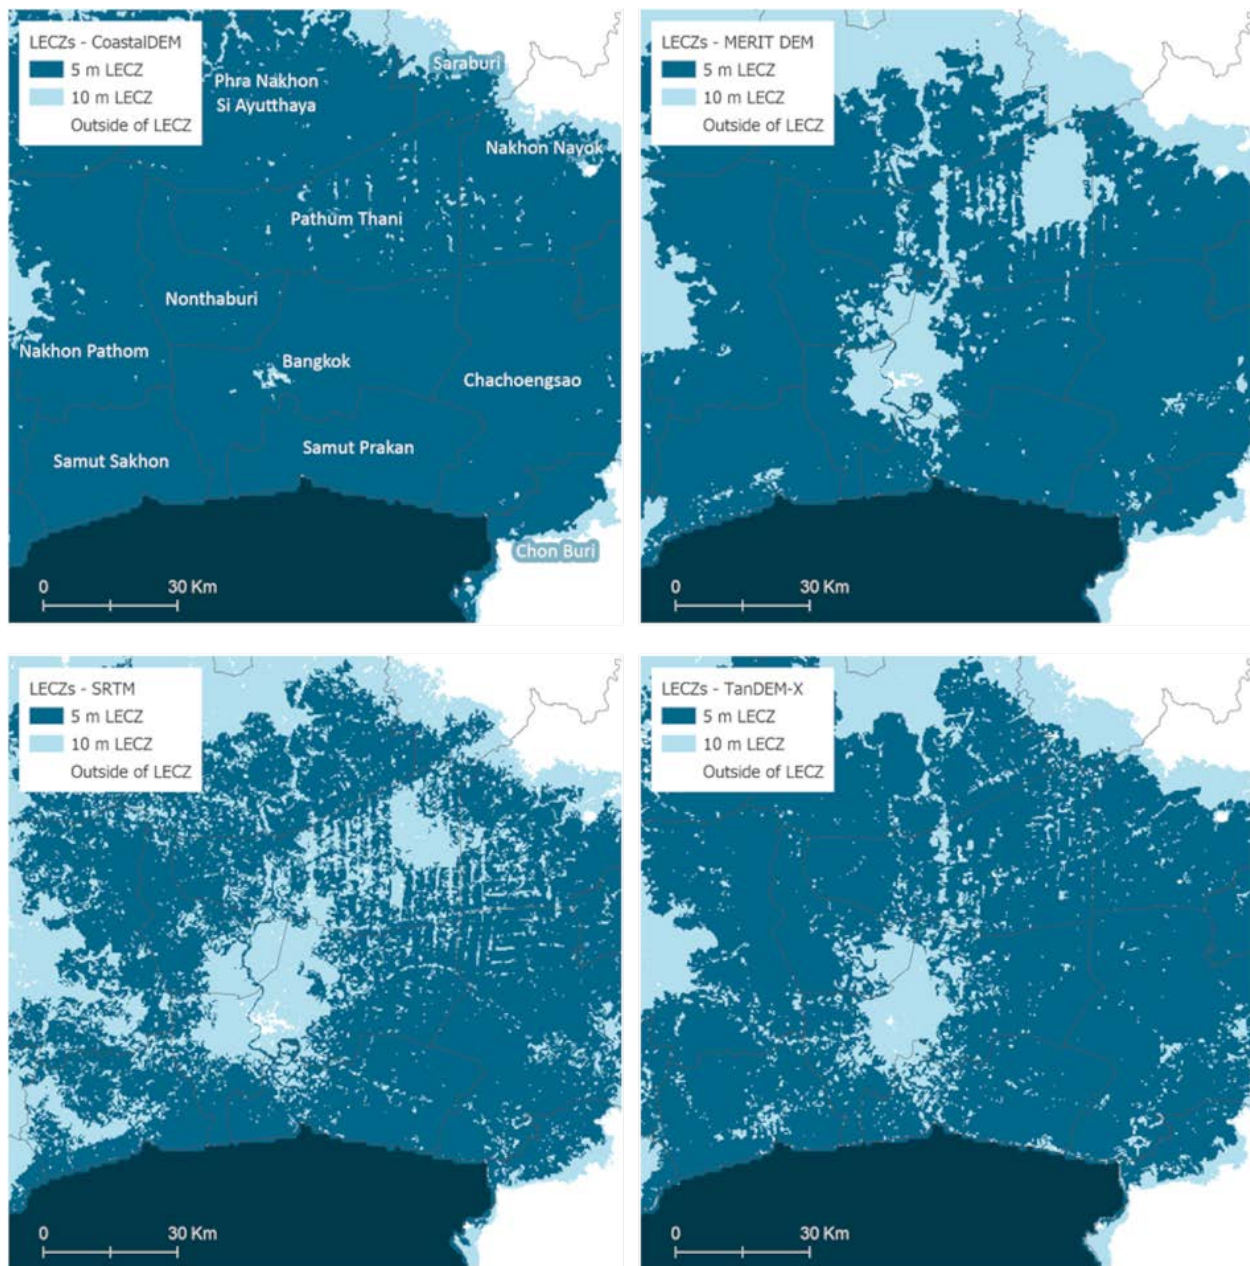 LECZs - CoastalDEM
5 m LECZ
10 m LECZ
Outside of LECZ
Phra Nakhon
Si Ayutthaya
Saraburi
Nakhon Nayok
Pathum Thani
Nonthaburi
Nakhon Pathom
Bangkok
Chachoengsao
Samut Sakhon
Samut Prakan
Chon Buri
0 30 Km
LECZs - MERIT DEM
5 m LECZ
10 m LECZ
Outside of LECZ
0 30 Km
LECZs - SRTM
5 m LECZ
10 m LECZ
Outside of LECZ
0 30 Km
LECZs - TanDEM-X
5 m LECZ
10 m LECZ
Outside of LECZ
0 30 Km